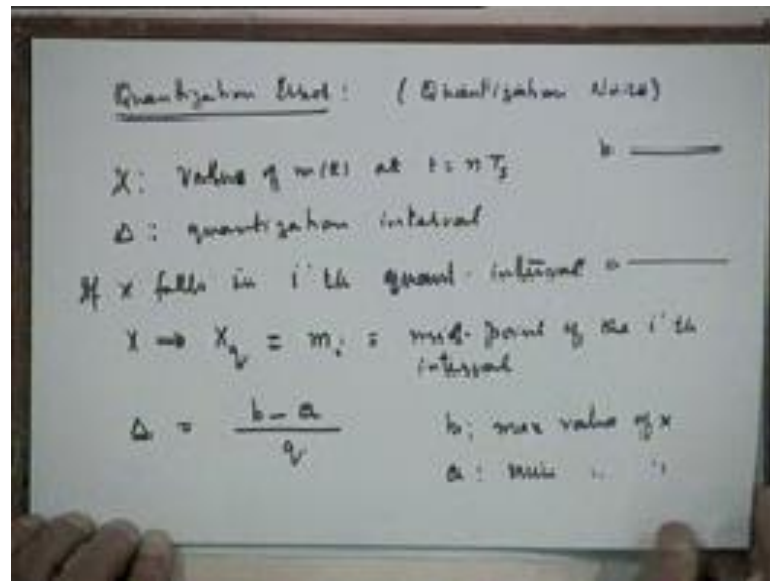 Quantization Error: (Quantization Noise)
X: Value of m(t) at t = nTs
b
Δ: quantization interval
If x falls in i'th quant. interval
a
X → Xq = mi = mid-point of the i'th
interval
Δ = b - a / q
b: max value of x
a: min " "